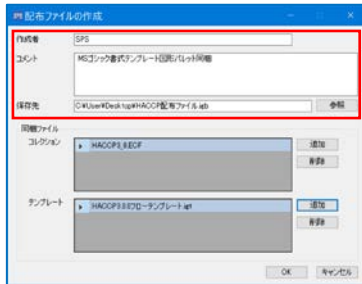 配布ファイルの作成
作成者 SPS
コメント MSゴシック書式テンプレート図形パレット同梱
保存先 C:¥User¥Desktop¥HACCP配布ファイル.igb 参照
同梱ファイル
コレクション HACCP3_8.ECIF 追加
削除
テンプレート HACCP3.8.0フローテンプレート.igt 追加
削除
OK キャンセル